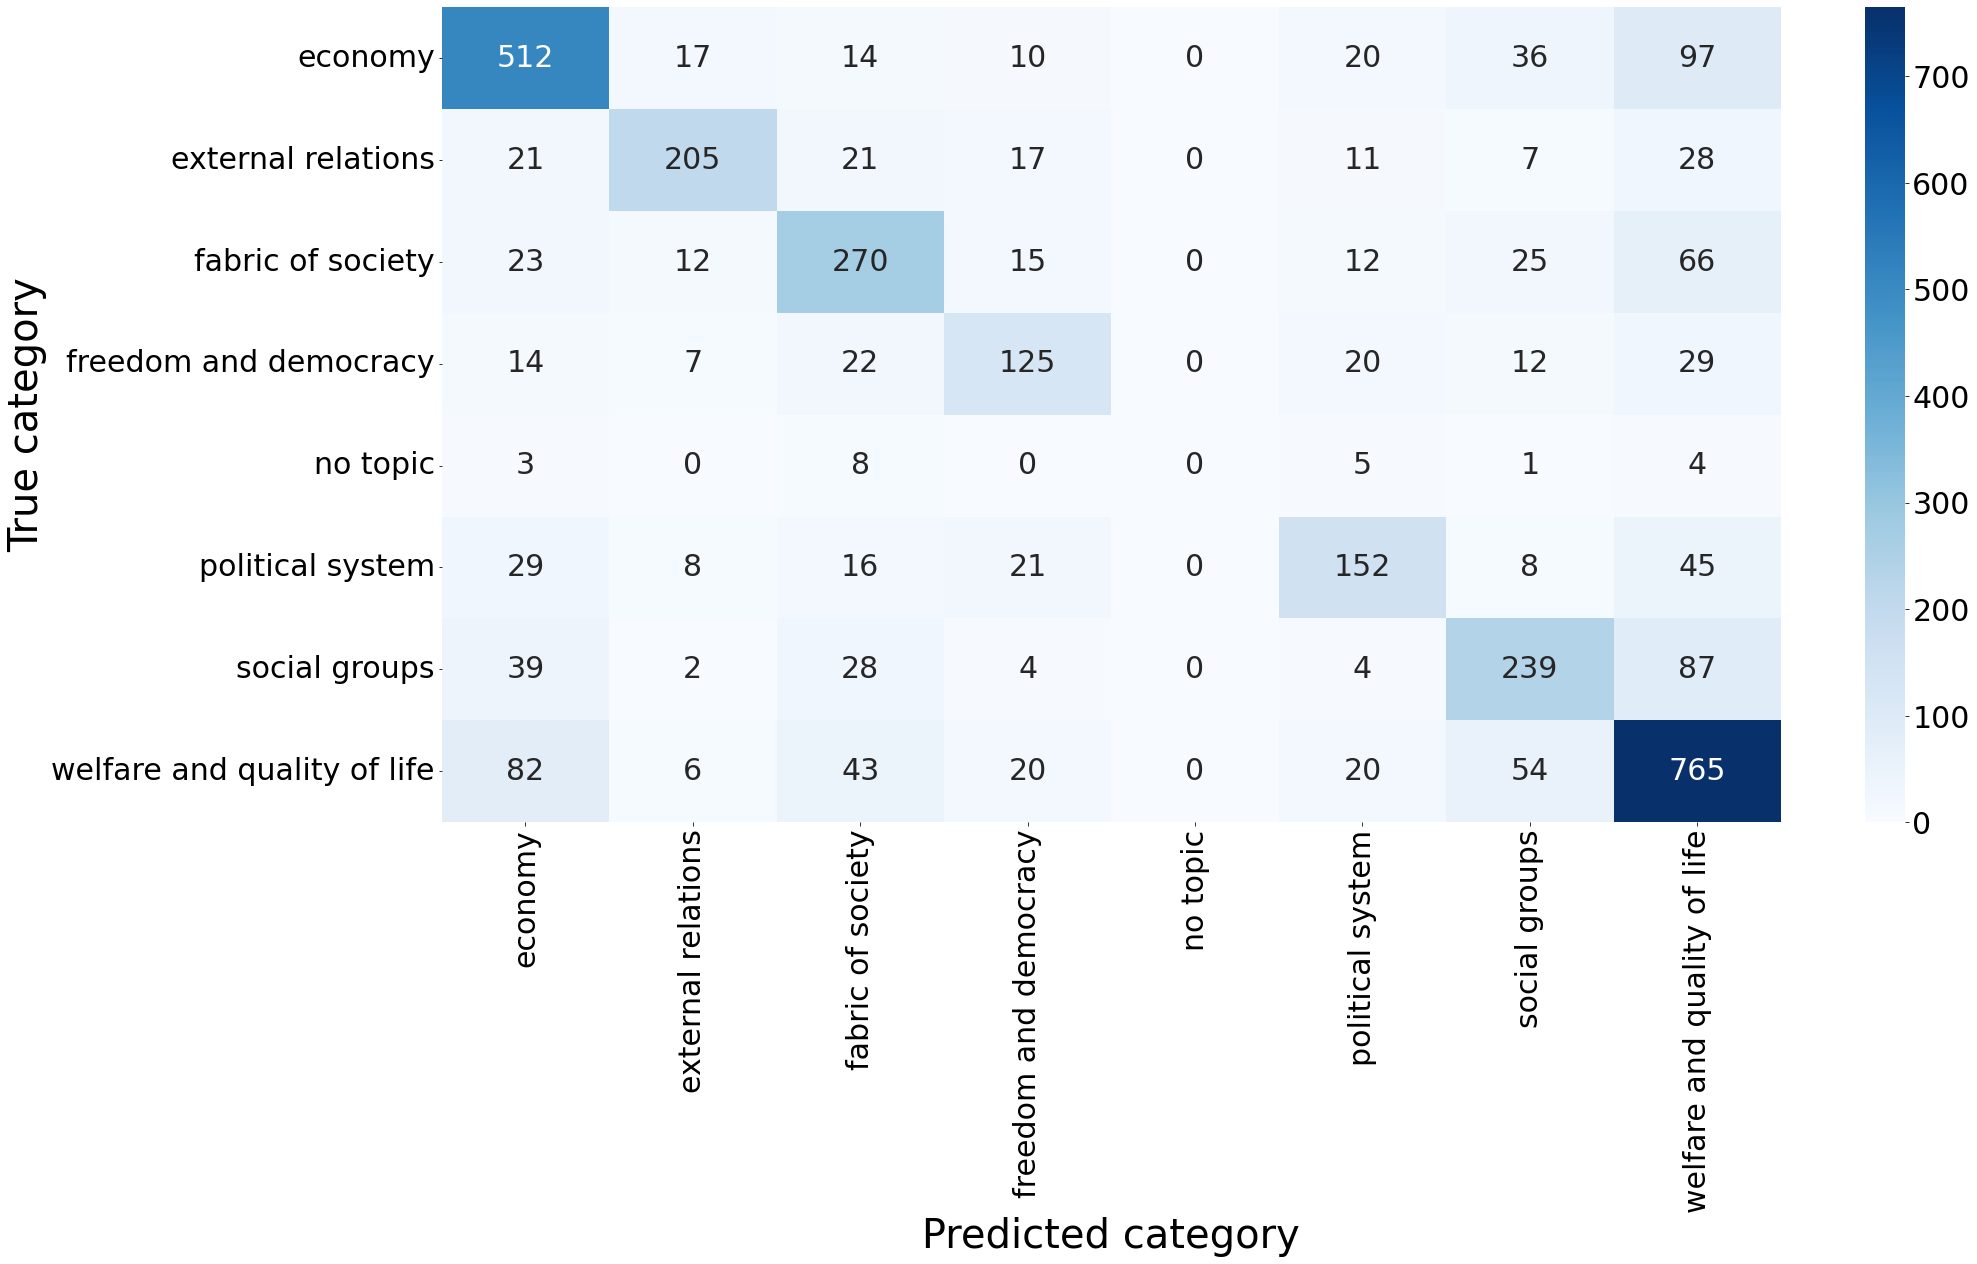 True category
economy 512 17 14 10 0 20 36 97
external relations 21 205 21 17 0 11 7 28
fabric of society 23 12 270 15 0 12 25 66
freedom and democracy 14 7 22 125 0 20 12 29
no topic 3 0 8 0 0 5 1 4
political system 29 8 16 21 0 152 8 45
social groups 39 2 28 4 0 4 239 87
welfare and quality of life 82 6 43 20 0 20 54 765
economy
external relations
fabric of society
freedom and democracy
no topic
political system
social groups
welfare and quality of life
Predicted category
700
600
500
400
300
200
100
0